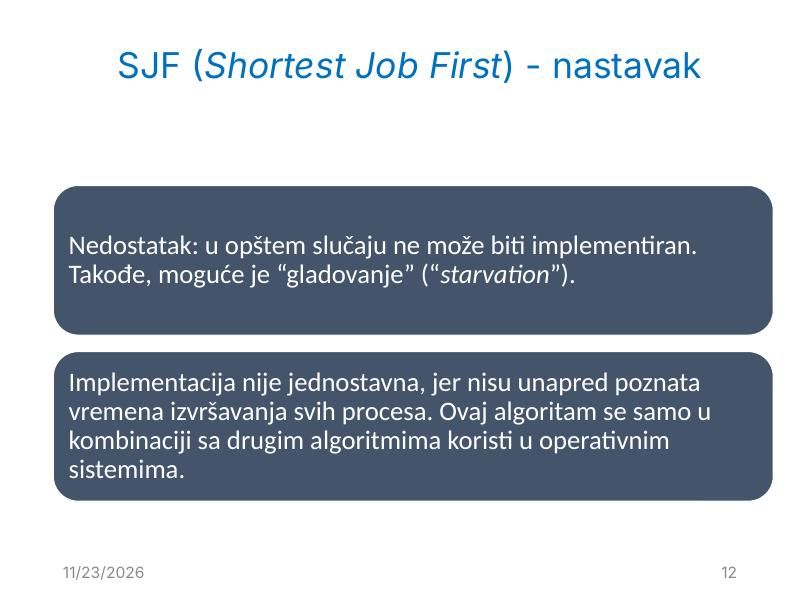 SJF (Shortest Job First) - nastavak
Nedostatak: u opštem slučaju ne može biti implementiran.
Takođe, moguće je “gladovanje” (“starvation”).
Implementacija nije jednostavna, jer nisu unapred poznata
vremena izvršavanja svih procesa. Ovaj algoritam se samo u
kombinaciji sa drugim algoritmima koristi u operativnim
sistemima.
11/23/2026
12